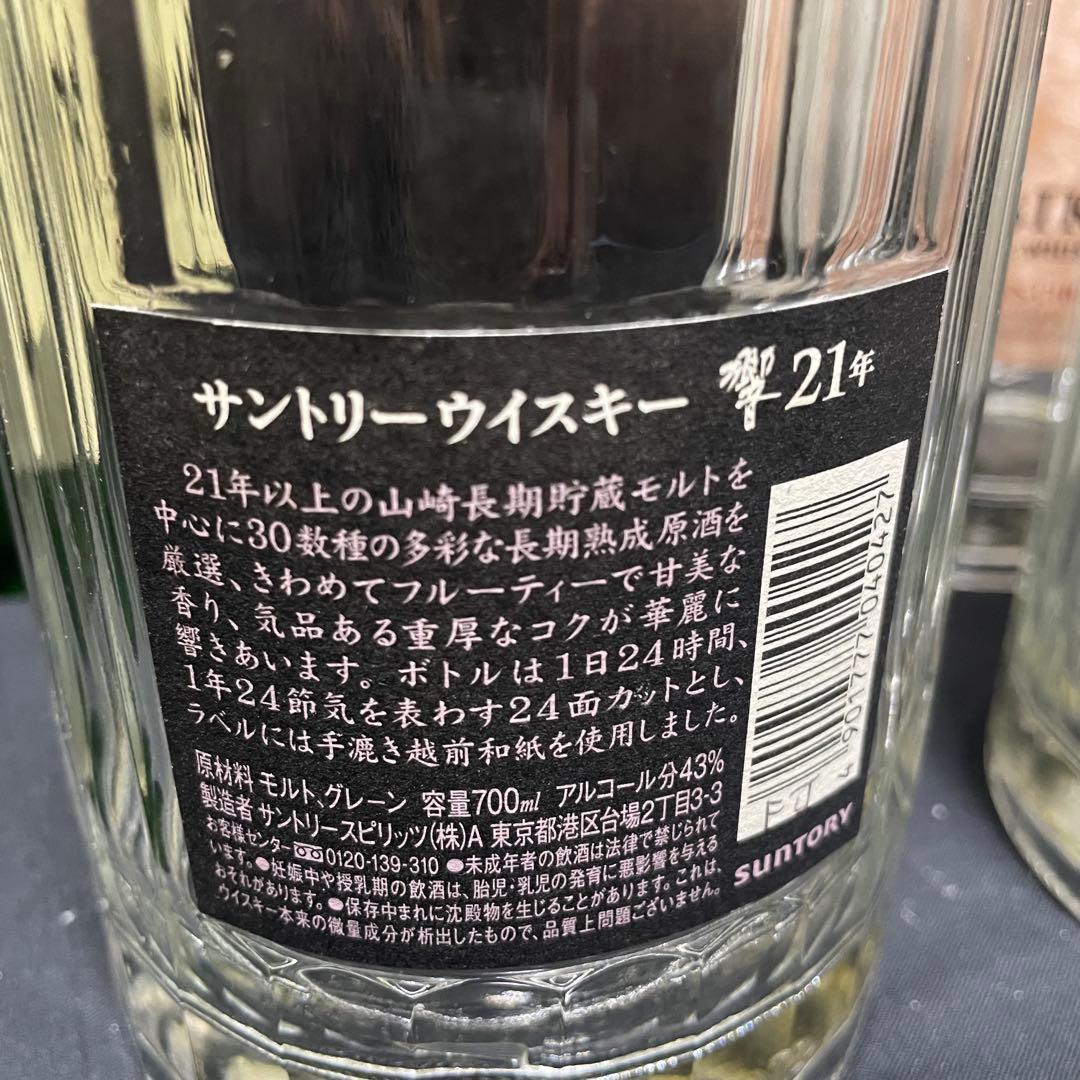 サントリーウイスキー 響 21年
21年以上の山崎長期貯蔵モルトを
中心に30数種の多彩な長期熟成原酒を
厳選、きわめてフルーティーで甘美な
香り、気品ある重厚なコクが華麗に
響きあいます。ボトルは1日24時間、
1年24節気を表わす24面カットとし、
ラベルには手漉き越前和紙を使用しました。
原材料 モルト、グレーン 容量700ml アルコール分43%
製造者 サントリースピリッツ(株)A 東京都港区台場2丁目3-3
お客様センター 0120-139-310 ●未成年者の飲酒は法律で禁じられて
います。●妊娠中や授乳期の飲酒は、胎児・乳児の発育に悪影響を与える
おそれがあります。●保存中まれに沈殿物を生じることがあります。これは、
ウイスキー本来の微量成分が析出したもので、品質上問題ございません。
SUNTORY